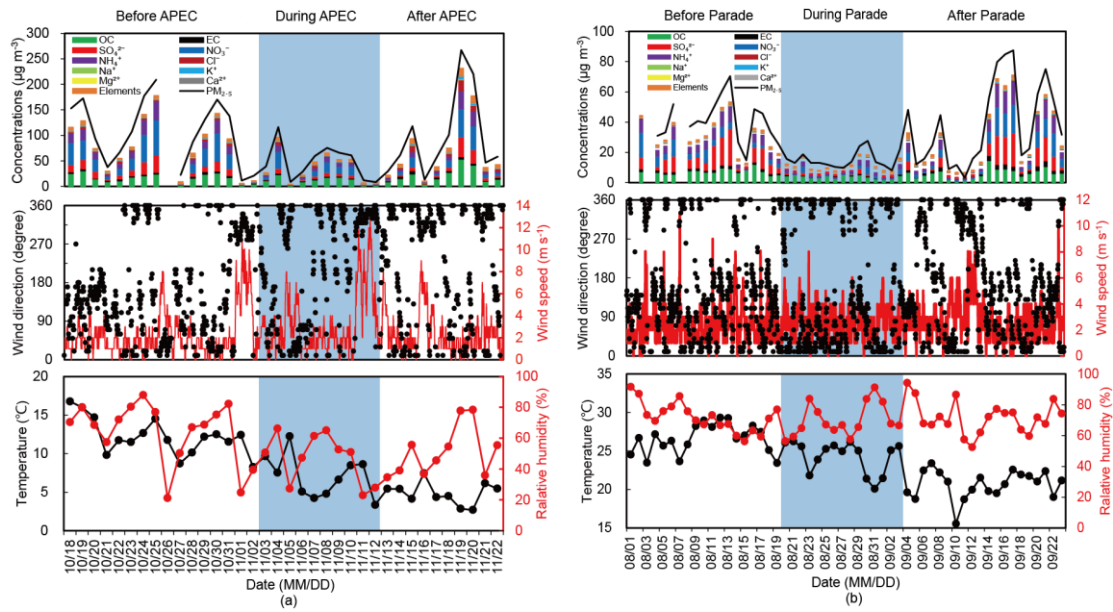 Before APEC During APEC After APEC
Concentrations (μg m⁻³)
300
250
200
150
100
50
0
OC EC
SO₄²⁻ NO₃⁻
NH₄⁺ Cl⁻
Na⁺ K⁺
Mg²⁺ Ca²⁺
Elements PM₂.₅
Wind direction (degree)
360
270
180
90
0
14
12
10
8
6
4
2
0
Wind speed (m s⁻¹)
Temperature (℃)
20
15
10
5
0
100
80
60
40
20
0
Ralative humidity (%)
10/18 10/19 10/20 10/21 10/22 10/23 10/24 10/25 10/26 10/27 10/28 10/29 10/30 10/31 11/01 11/02 11/03 11/04 11/05 11/06 11/07 11/08 11/09 11/10 11/11 11/12 11/13 11/14 11/15 11/16 11/17 11/18 11/19 11/20 11/21 11/22
Date (MM/DD)
(a)
Before Parade During Parade After Parade
Concentrations (μg m⁻³)
100
80
60
40
20
0
OC EC
SO₄²⁻ NO₃⁻
NH₄⁺ Cl⁻
Na⁺ K⁺
Mg²⁺ Ca²⁺
Elements PM₂.₅
Wind direction (degree)
360
270
180
90
0
12
10
8
6
4
2
0
Wind speed (m s⁻¹)
Temperature (℃)
35
30
25
20
15
100
80
60
40
20
0
Ralative humidity (%)
08/01 08/03 08/05 08/07 08/09 08/11 08/13 08/15 08/17 08/19 08/21 08/23 08/25 08/27 08/29 08/31 09/02 09/04 09/06 09/08 09/10 09/12 09/14 09/16 09/18 09/20 09/22
Date (MM/DD)
(b)